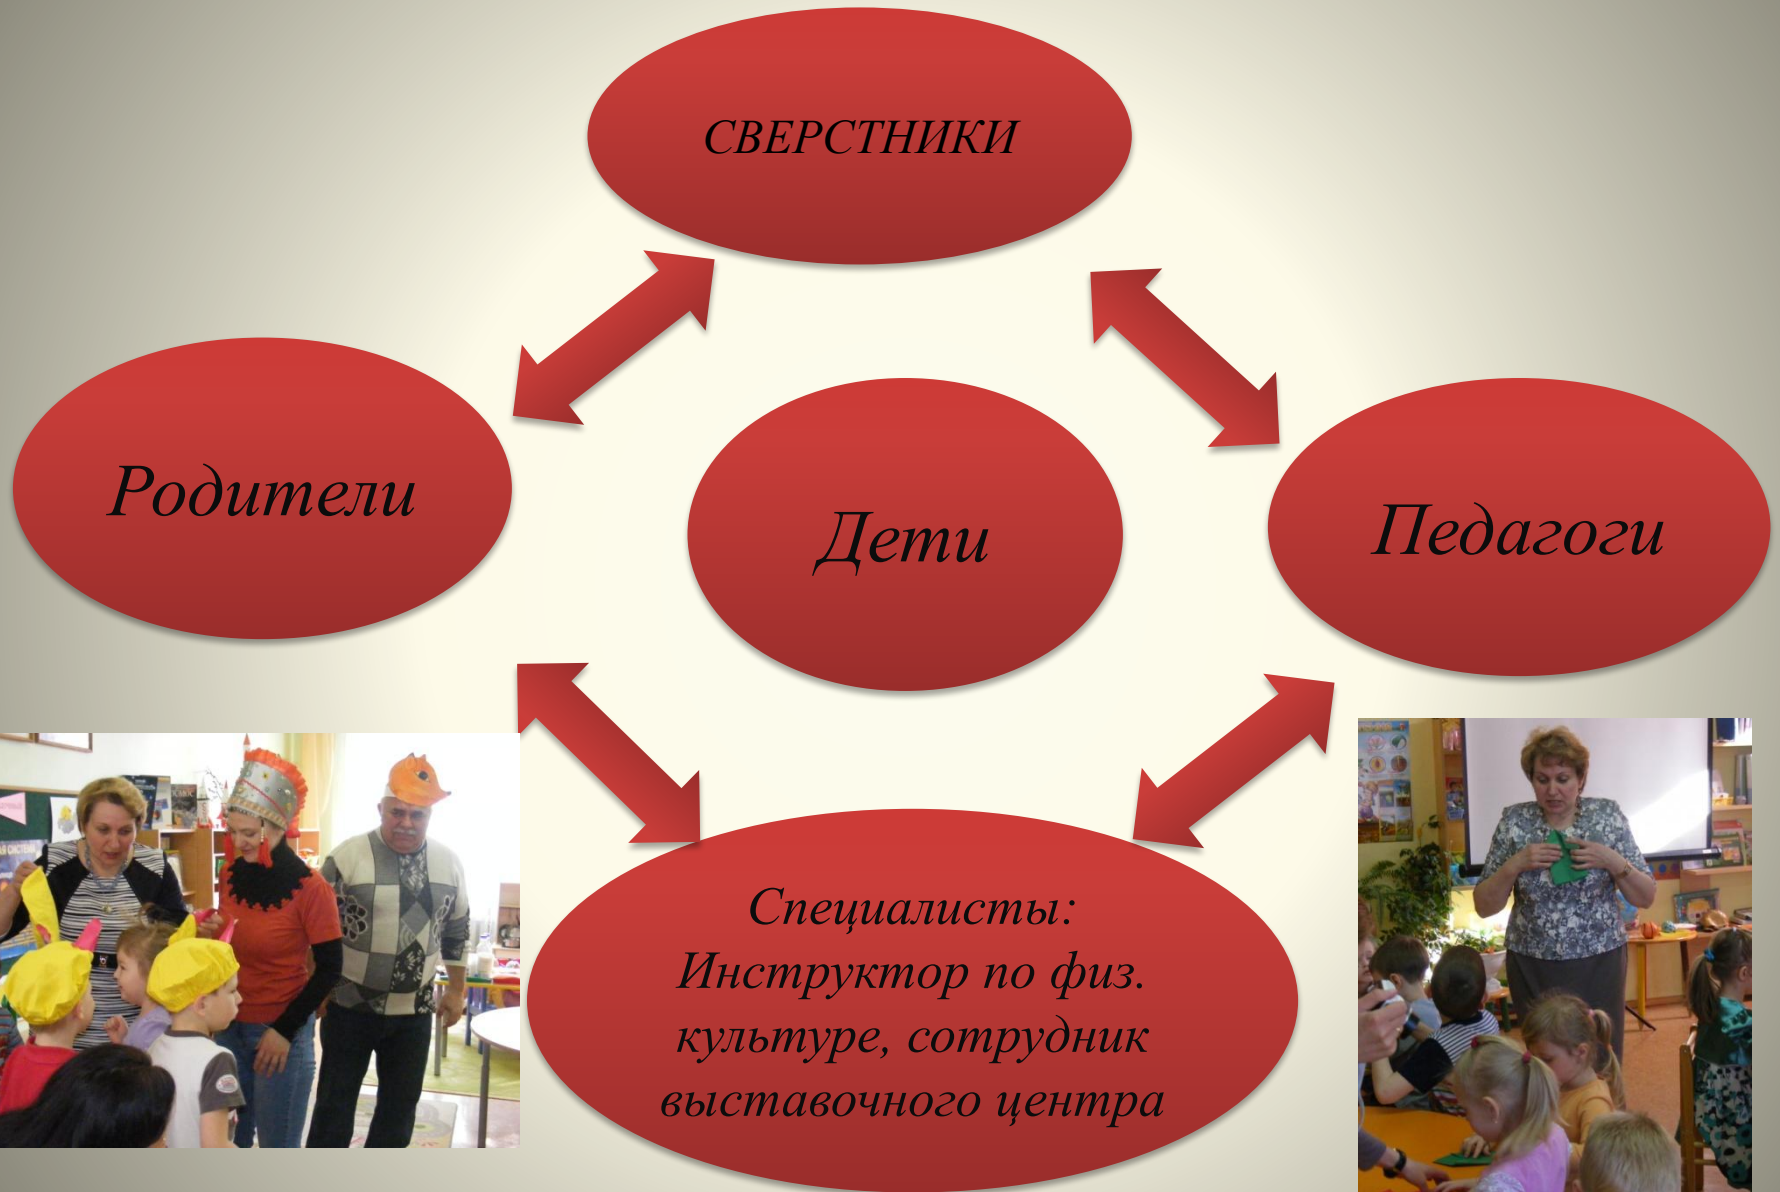 СВЕРСТНИКИ
Родители
Дети
Педагоги
Специалисты:
Инструктор по физ.
культуре, сотрудник
выставочного центра